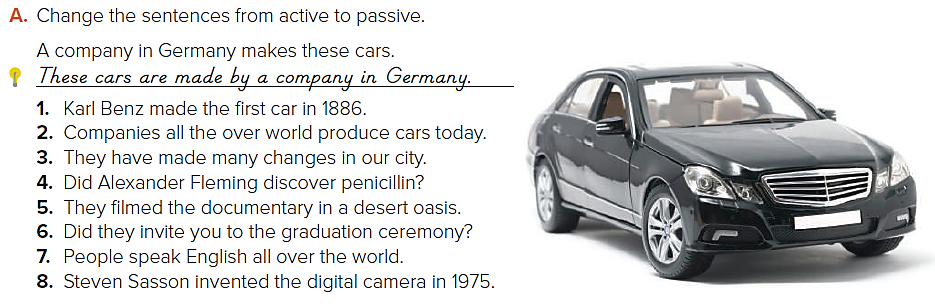 A. Change the sentences from active to passive.
A company in Germany makes these cars.
These cars are made by a company in Germany.
1. Karl Benz made the first car in 1886.
2. Companies all the over world produce cars today.
3. They have made many changes in our city.
4. Did Alexander Fleming discover penicillin?
5. They filmed the documentary in a desert oasis.
6. Did they invite you to the graduation ceremony?
7. People speak English all over the world.
8. Steven Sasson invented the digital camera in 1975.